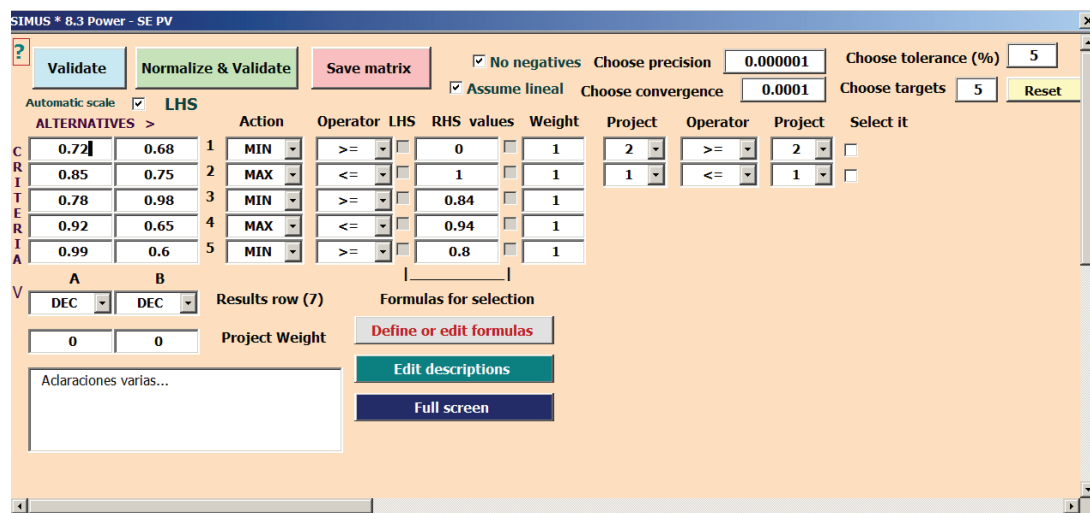 SIMUS * 8.3 Power - SE PV
?
Validate Normalize & Validate Save matrix No negatives Choose precision 0.000001 Choose tolerance (%) 5
Assume lineal Choose convergence 0.0001 Choose targets 5 Reset
Automatic scale LHS
ALTERNATIVES > Action Operator LHS RHS values Weight Project Operator Project Select it
CRITERIA
0.72 0.68 1 MIN >= 0 1 2 >= 2
0.85 0.75 2 MAX <= 1 1 1 <= 1
0.78 0.98 3 MIN >= 0.84 1
0.92 0.65 4 MAX <= 0.94 1
0.99 0.6 5 MIN >= 0.8 1
V
A B |________|
DEC DEC Results row (7) Formulas for selection
0 0 Project Weight Define or edit formulas
Aclaraciones varias... Edit descriptions
Full screen